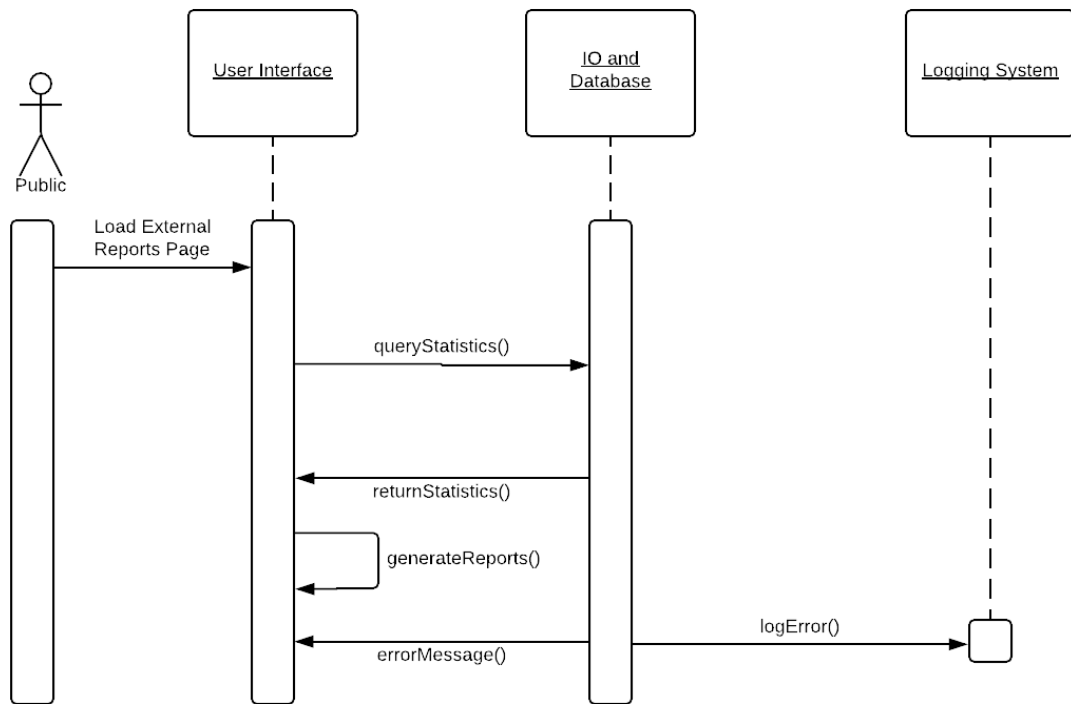 User Interface
IO and
Database
Logging System
Public
Load External
Reports Page
queryStatistics()
returnStatistics()
generateReports()
logError()
errorMessage()